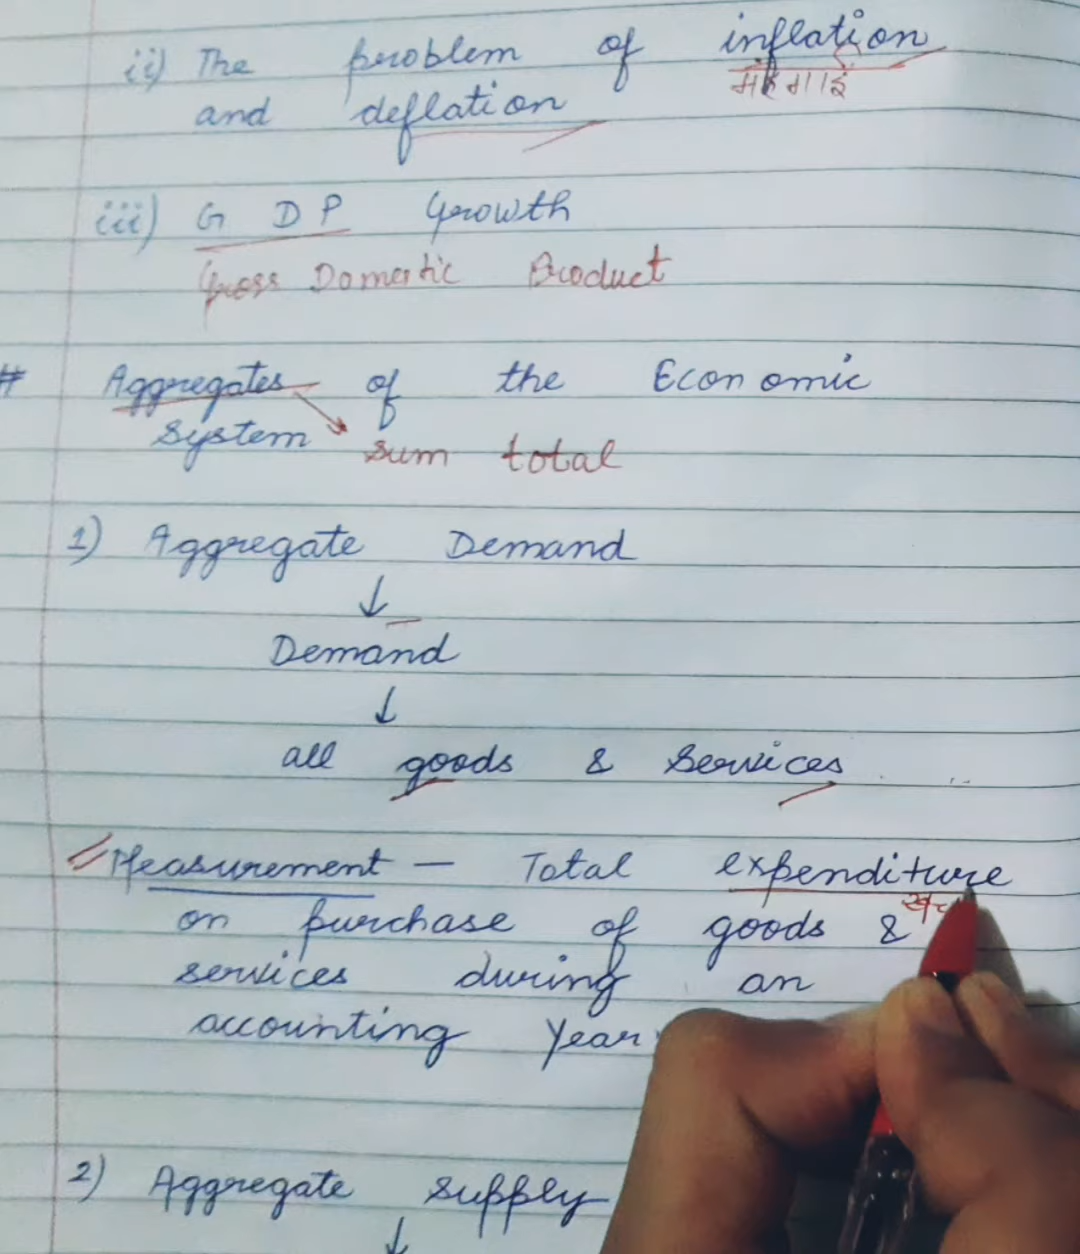 ii) The problem of inflation
महगाई
and deflation
iii) G D P Growth
Gross Domestic Product
# Aggregates of the Economic
System sum total
1) Aggregate Demand
↓
Demand
↓
all goods & Services
Measurement – Total expenditure
on purchase of goods &
services during an
accounting Year
2) Aggregate supply
↓